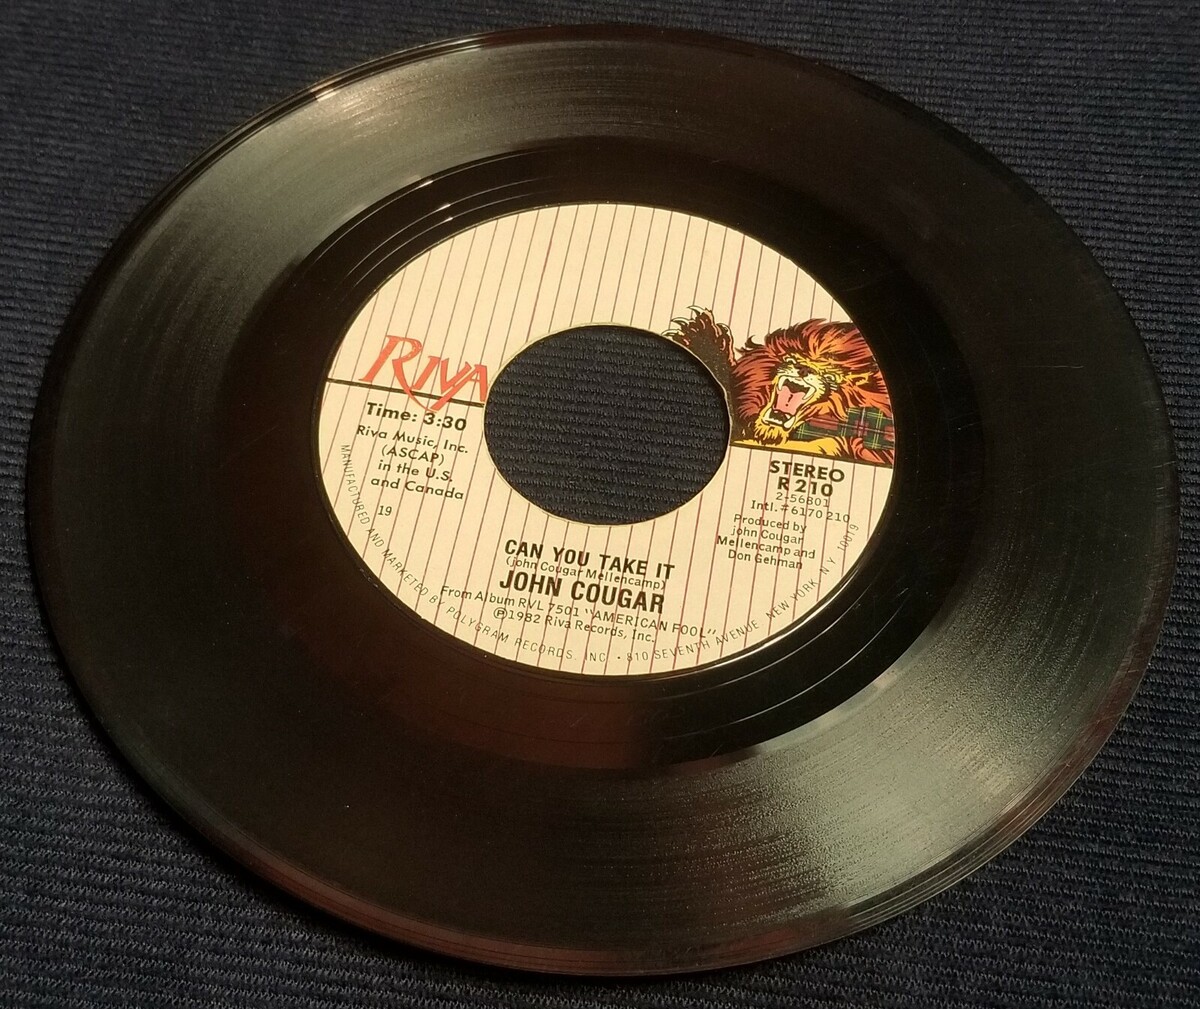 RIVA
Time: 3:30
Riva Music, Inc.
(ASCAP)
in the U.S.
and Canada
19
STEREO
R 210
2-56801
Intl.#6170 210
Produced by
John Cougar
Mellencamp and
Don Gehman
CAN YOU TAKE IT
(john Cougar Mellencamp)
JOHN COUGAR
From Album RVL 7501 "AMERICAN FOOL"
℗1982 Riva Records, Inc.
MANUFACTURED AND MARKETED BY POLYGRAM RECORDS. INC • 810 SEVENTH AVENUE NEW YORK, N.Y. 10019